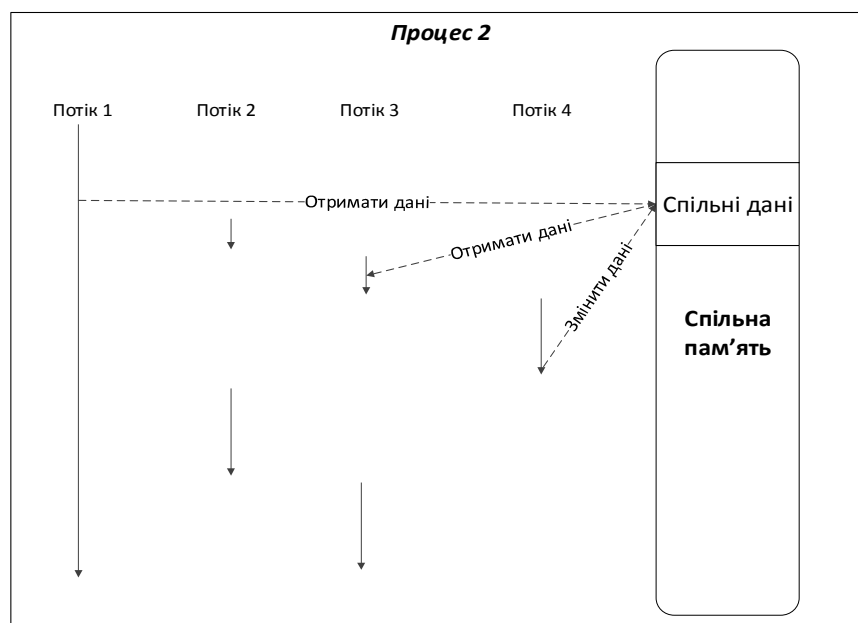 Процес 2
Потік 1
Потік 2
Потік 3
Потік 4
Отримати дані
Спільні дані
Отримати дані
Змінити дані
Спільна
пам’ять